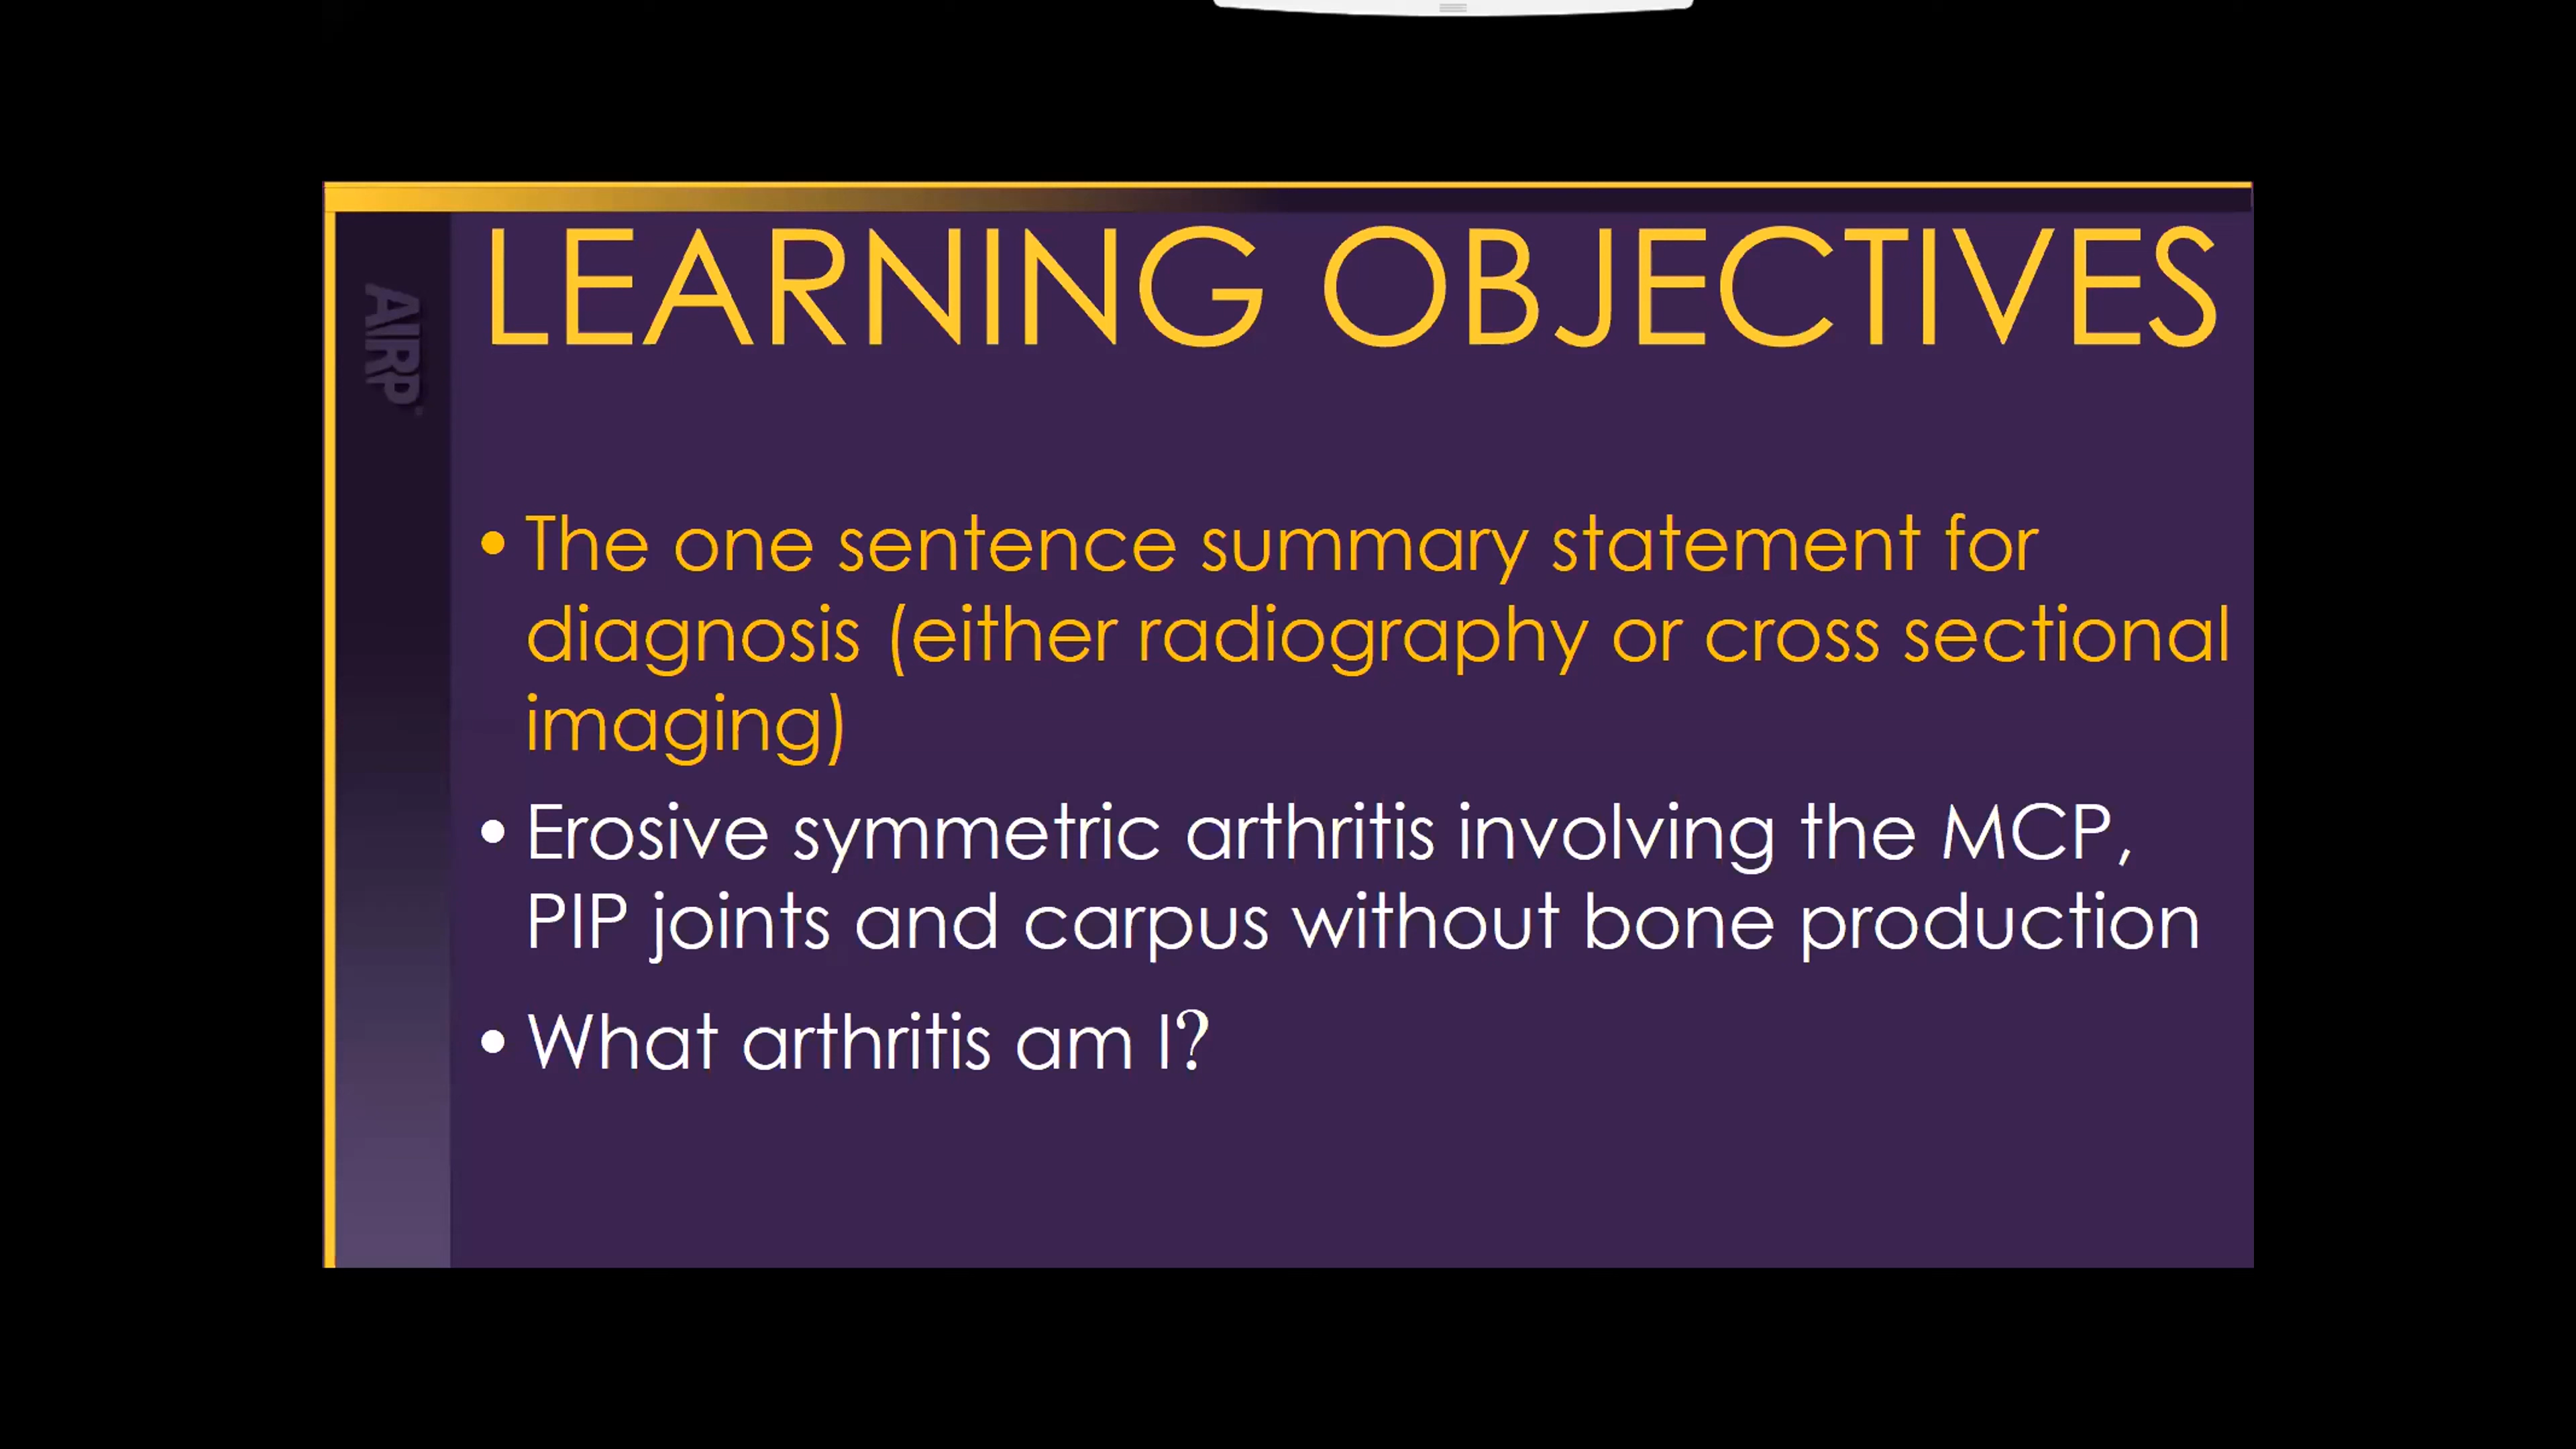 LEARNING OBJECTIVES
AIRP
• The one sentence summary statement for
diagnosis (either radiography or cross sectional
imaging)
• Erosive symmetric arthritis involving the MCP,
PIP joints and carpus without bone production
• What arthritis am I?